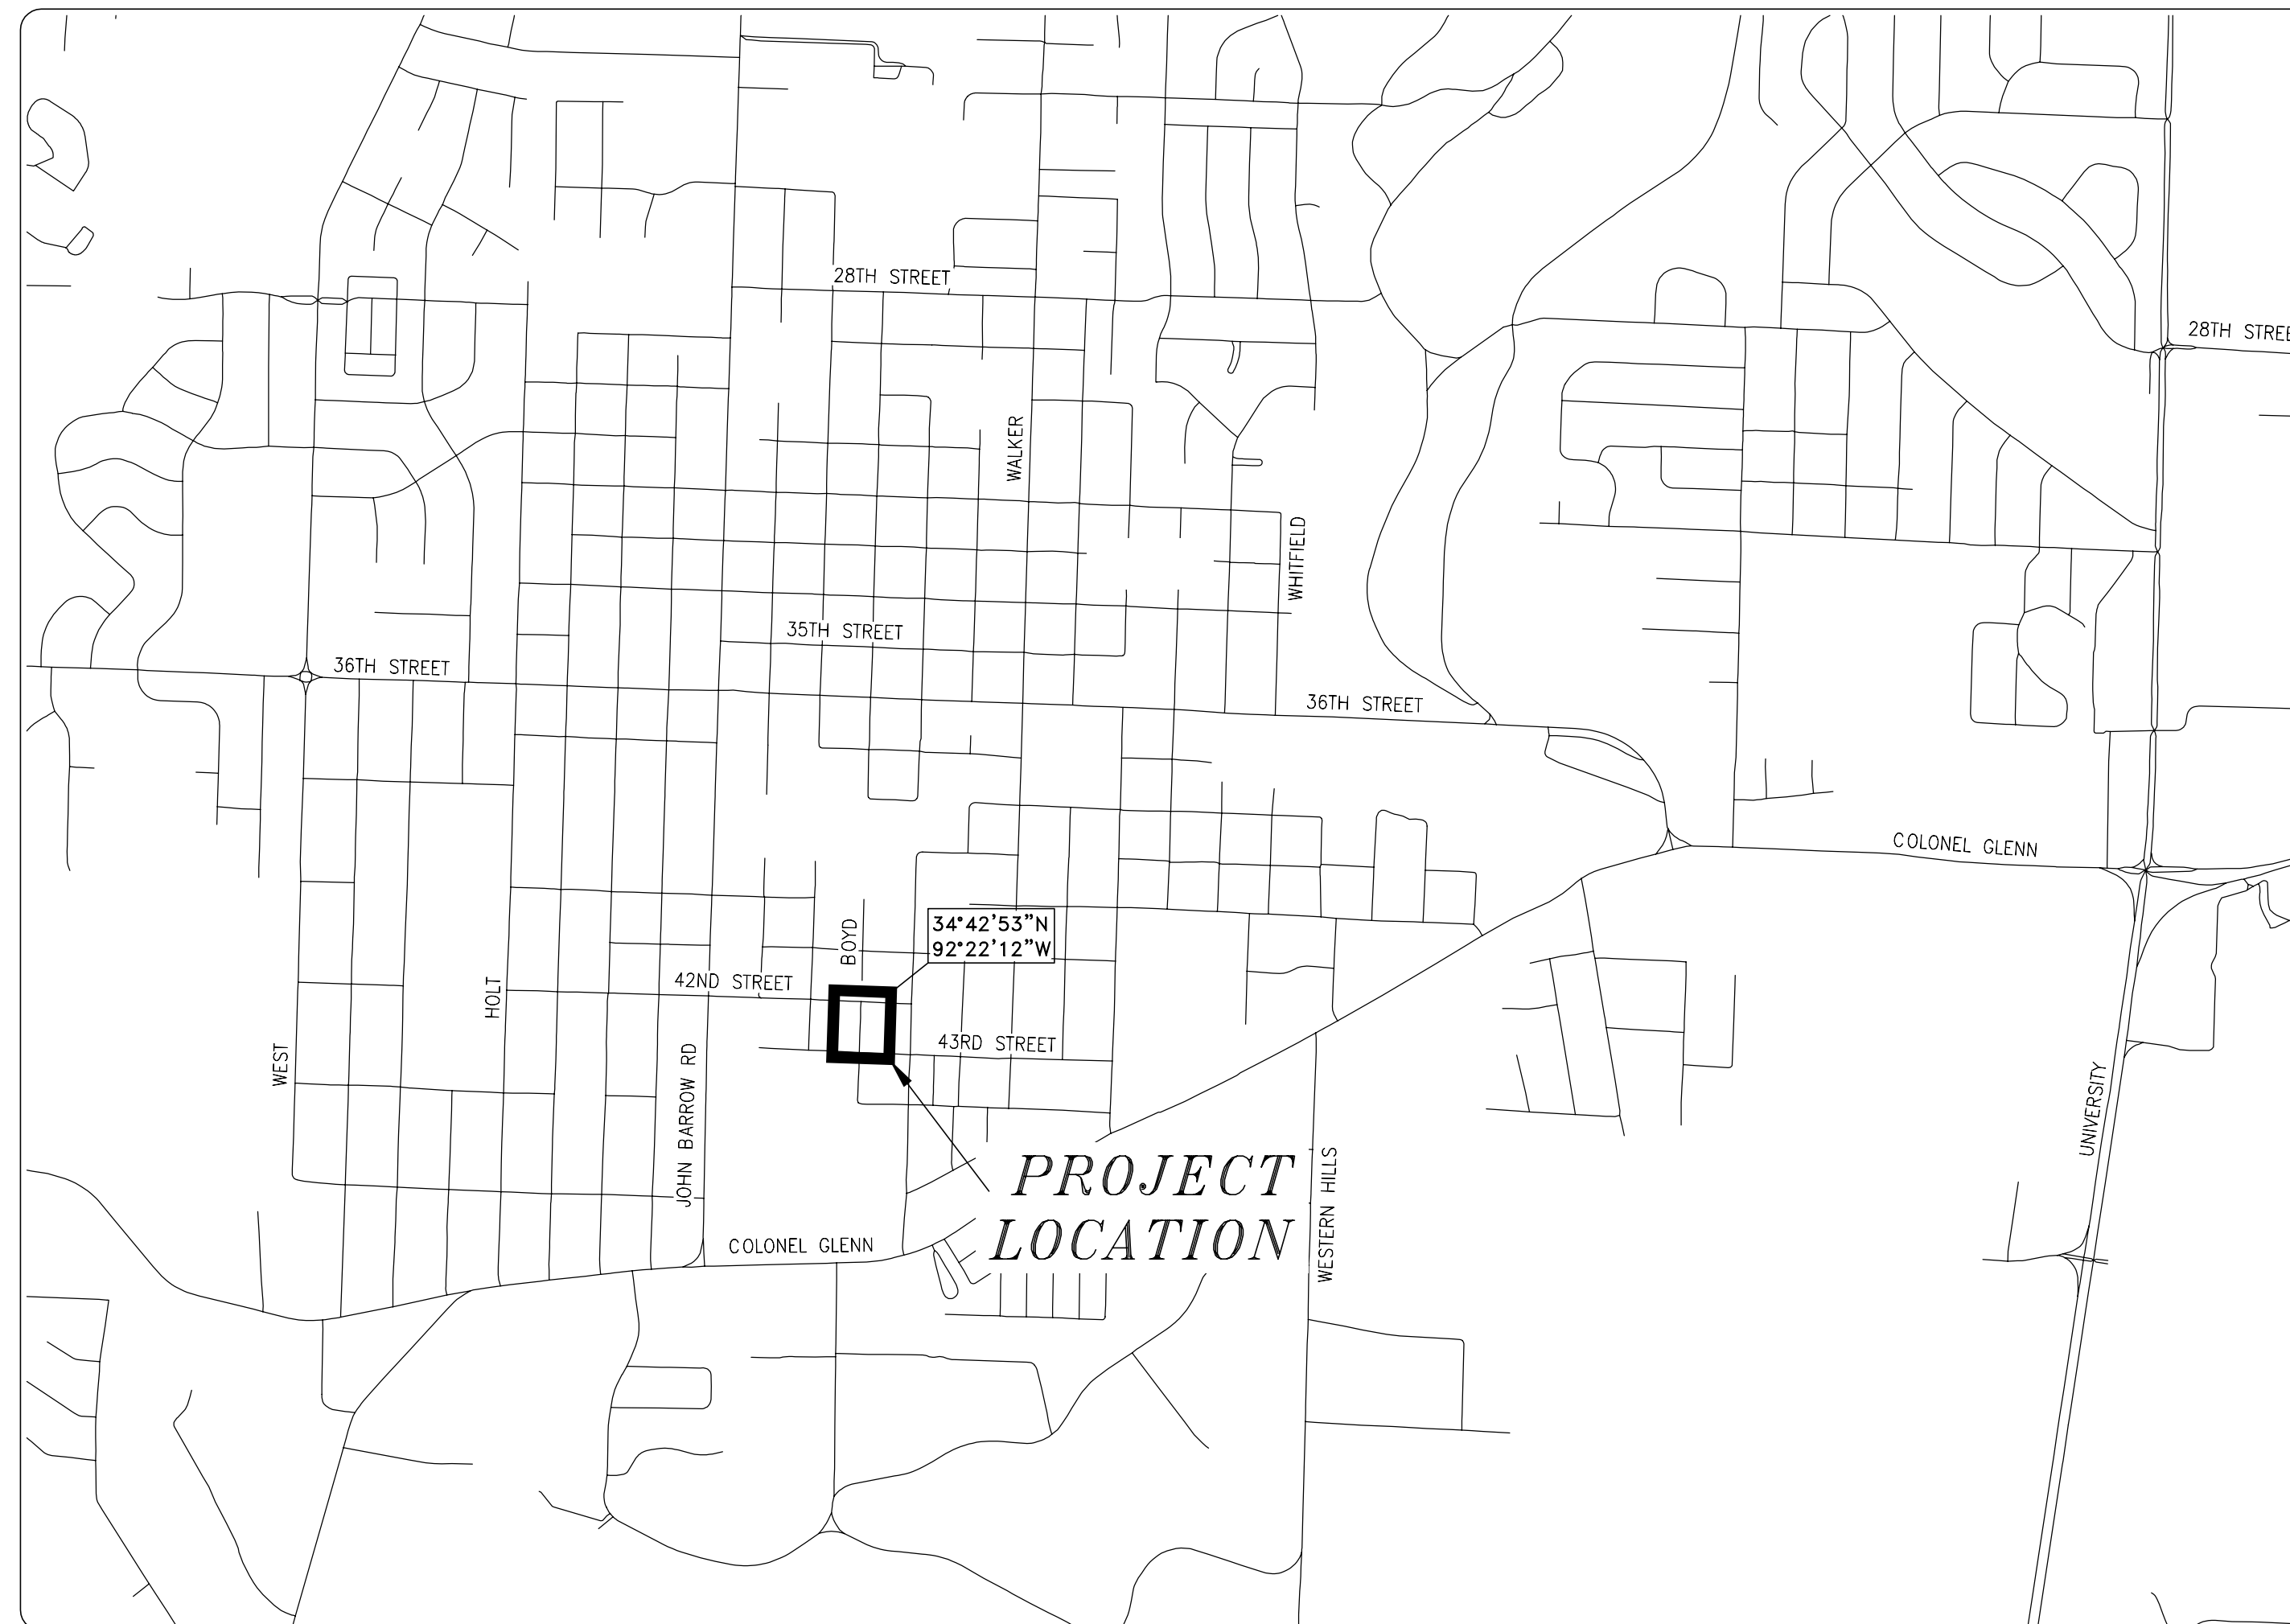 28TH STREET
28TH STREE
WALKER
WHITFIELD
35TH STREET
36TH STREET
36TH STREET
COLONEL GLENN
BOYD
34°42'53"N
92°22'12"W
42ND STREET
HOLT
43RD STREET
WEST
JOHN BARROW RD
UNIVERSITY
PROJECT
LOCATION
WESTERN HILLS
COLONEL GLENN